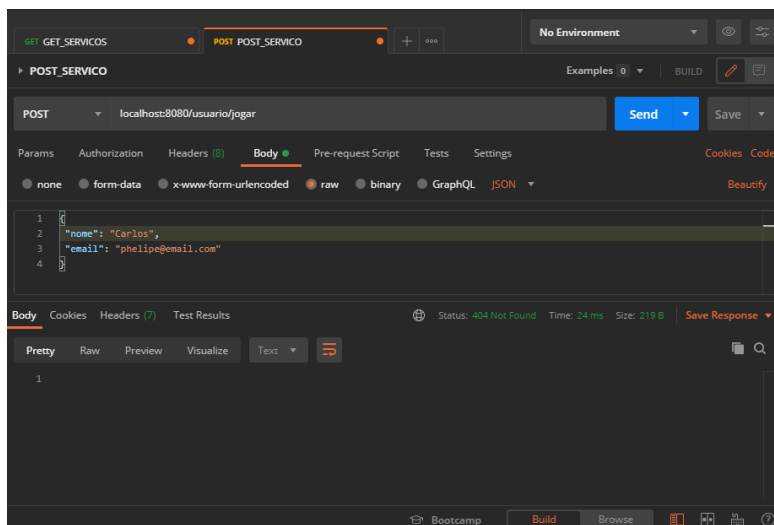 GET GET_SERVICOS POST POST_SERVICO No Environment
POST_SERVICO Examples 0 BUILD
POST localhost:8080/usuario/jogar Send Save
Params Authorization Headers (8) Body Pre-request Script Tests Settings Cookies Code
none form-data x-www-form-urlencoded raw binary GraphQL JSON Beautify
1 {
2 "nome": "Carlos",
3 "email": "phelipe@email.com"
4 }
Body Cookies Headers (7) Test Results Status: 404 Not Found Time: 24 ms Size: 219 B Save Response
Pretty Raw Preview Visualize Text
1
Bootcamp Build Browse